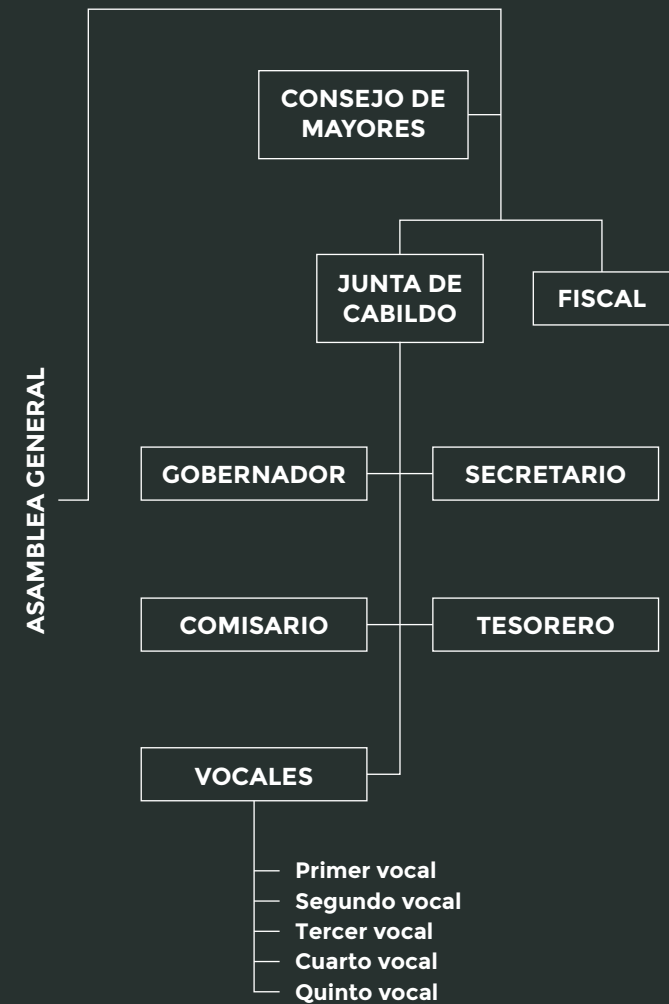 CONSEJO DE
MAYORES
JUNTA DE
CABILDO
FISCAL
ASAMBLEA GENERAL
GOBERNADOR
SECRETARIO
COMISARIO
TESORERO
VOCALES
Primer vocal
Segundo vocal
Tercer vocal
Cuarto vocal
Quinto vocal